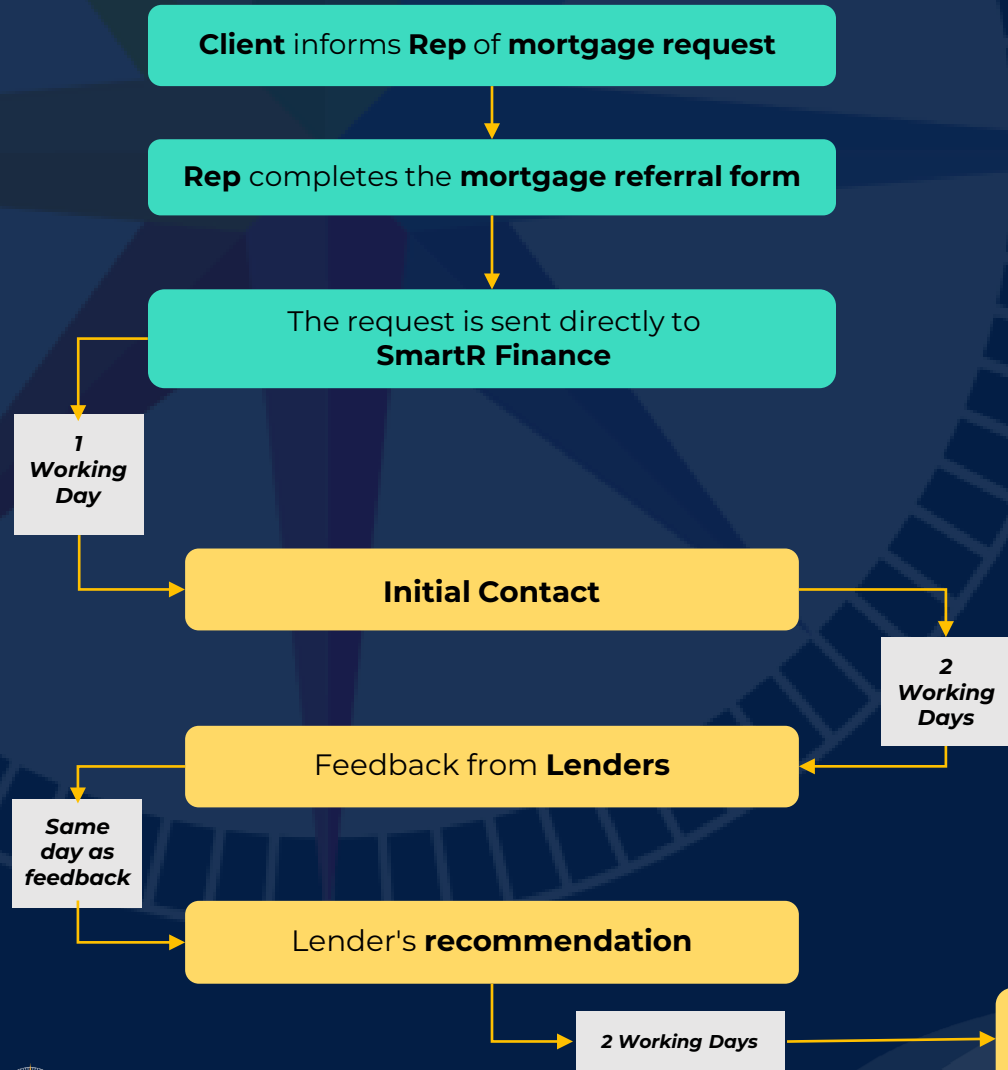 Client informs Rep of mortgage request
Rep completes the mortgage referral form
The request is sent directly to
SmartR Finance
1
Working
Day
Initial Contact
2
Working
Days
Feedback from Lenders
Same
day as
feedback
Lender's recommendation
2 Working Days